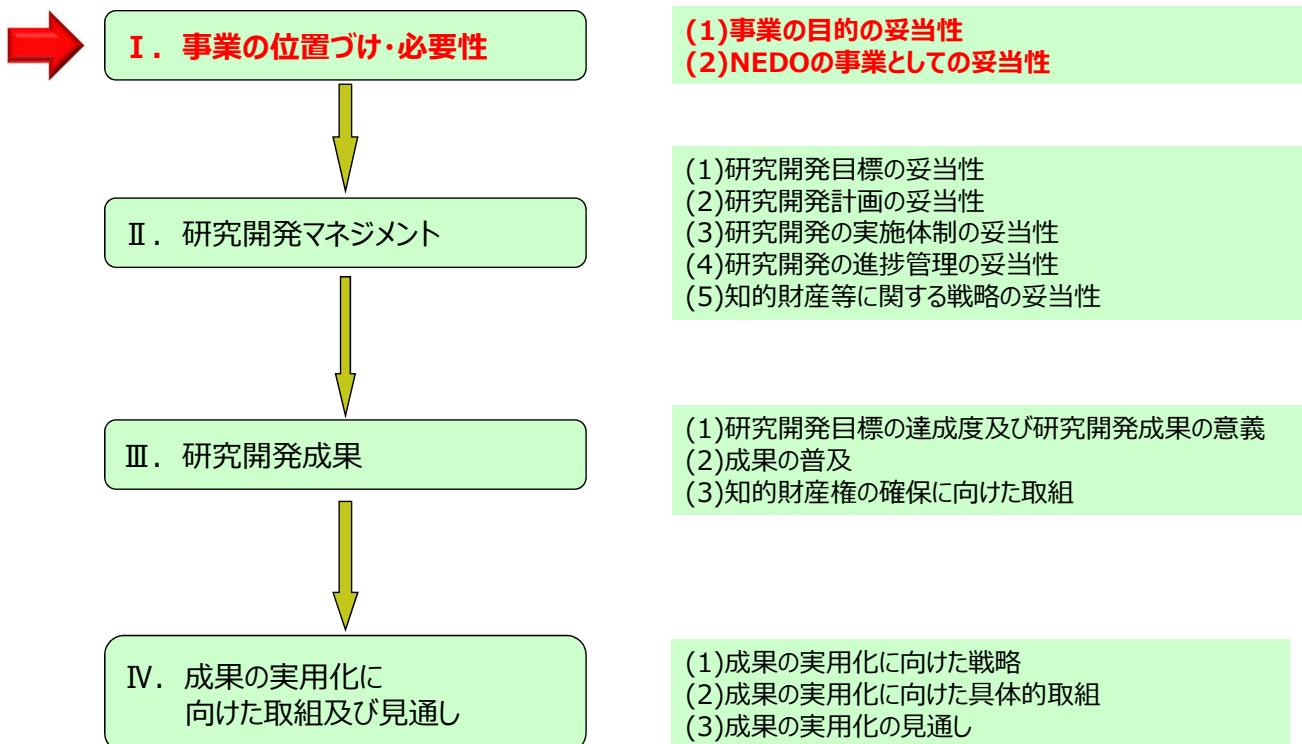 Ⅰ. 事業の位置づけ・必要性
(1)事業の目的の妥当性
(2)NEDOの事業としての妥当性
Ⅱ. 研究開発マネジメント
(1)研究開発目標の妥当性
(2)研究開発計画の妥当性
(3)研究開発の実施体制の妥当性
(4)研究開発の進捗管理の妥当性
(5)知的財産等に関する戦略の妥当性
Ⅲ. 研究開発成果
(1)研究開発目標の達成度及び研究開発成果の意義
(2)成果の普及
(3)知的財産権の確保に向けた取組
Ⅳ. 成果の実用化に
向けた取組及び見通し
(1)成果の実用化に向けた戦略
(2)成果の実用化に向けた具体的取組
(3)成果の実用化の見通し